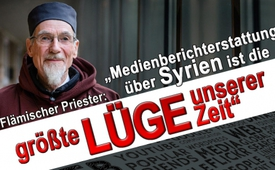 Flämischer Priester:
„Medienberichterstattung
über Syrien ist die
größte LÜGE unserer
Zeit“